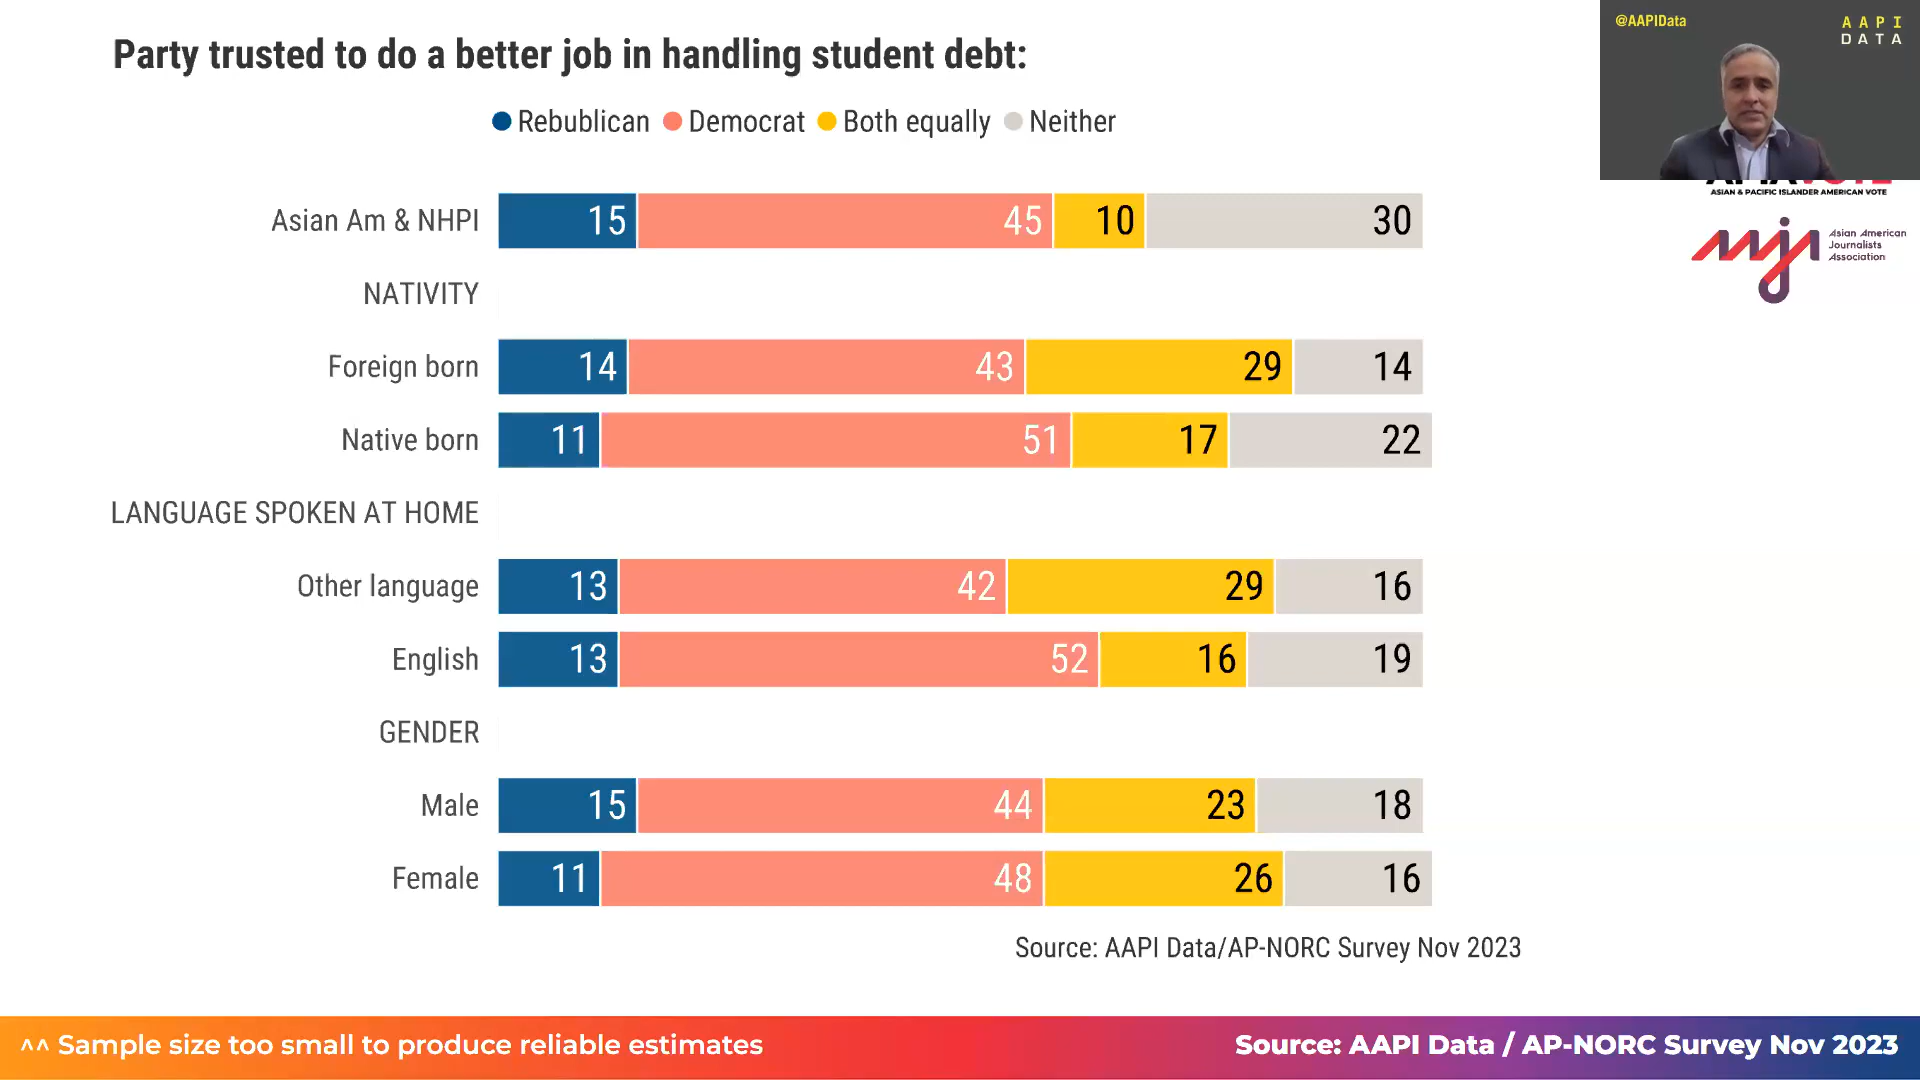 Party trusted to do a better job in handling student debt:
Rebublican Democrat Both equally Neither
Asian Am & NHPI 15 45 10 30
NATIVITY
Foreign born 14 43 29 14
Native born 11 51 17 22
LANGUAGE SPOKEN AT HOME
Other language 13 42 29 16
English 13 52 16 19
GENDER
Male 15 44 23 18
Female 11 48 26 16
Source: AAPI Data/AP-NORC Survey Nov 2023
^^ Sample size too small to produce reliable estimates
Source: AAPI Data / AP-NORC Survey Nov 2023
@AAPIData
AAPI
DATA
ASIAN & PACIFIC ISLANDER AMERICAN VOTE
Asian American
Journalists
Association